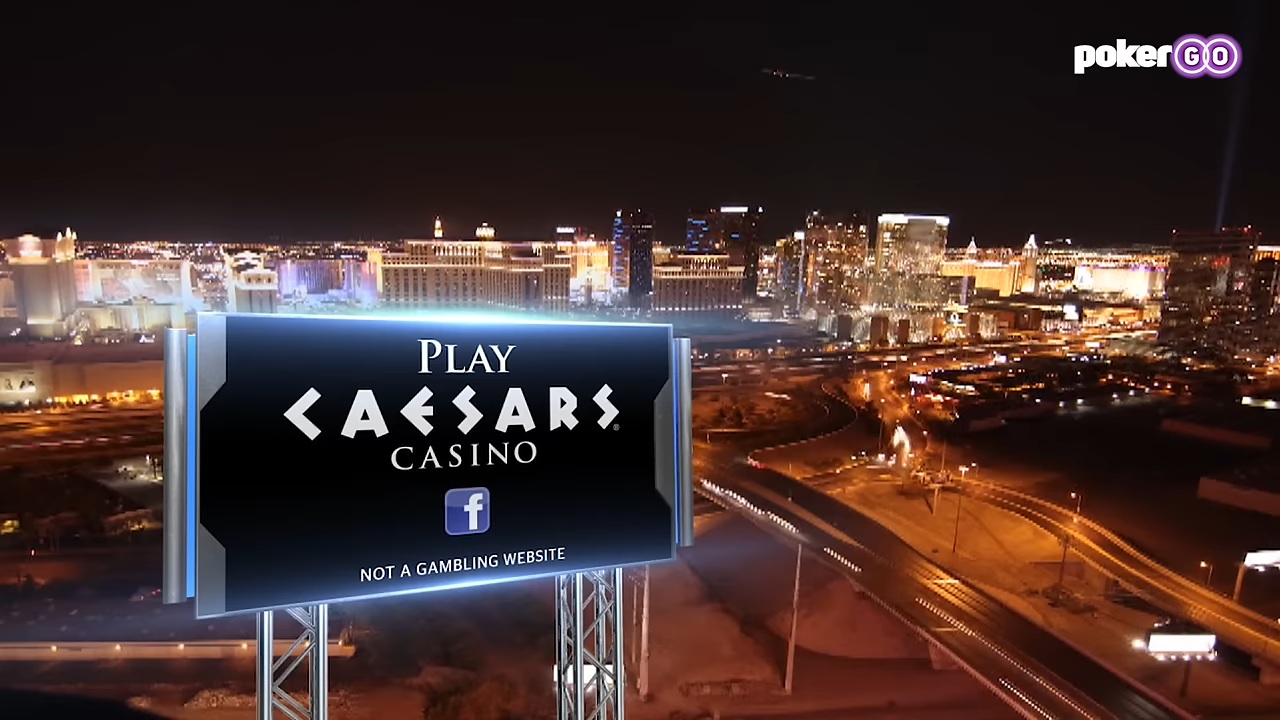 pokerGO
PLAY
CAESARS®
CASINO
f
NOT A GAMBLING WEBSITE